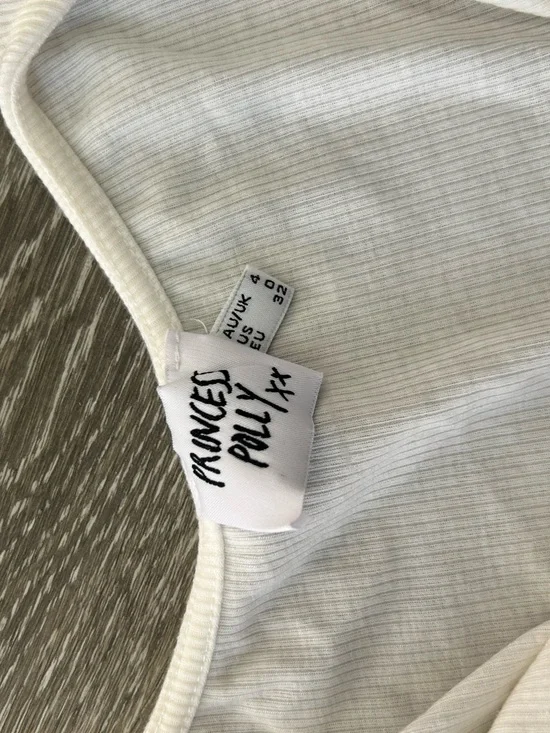 PRINCESS
POLLY xx
AU/UK 4
US 0
EU 32